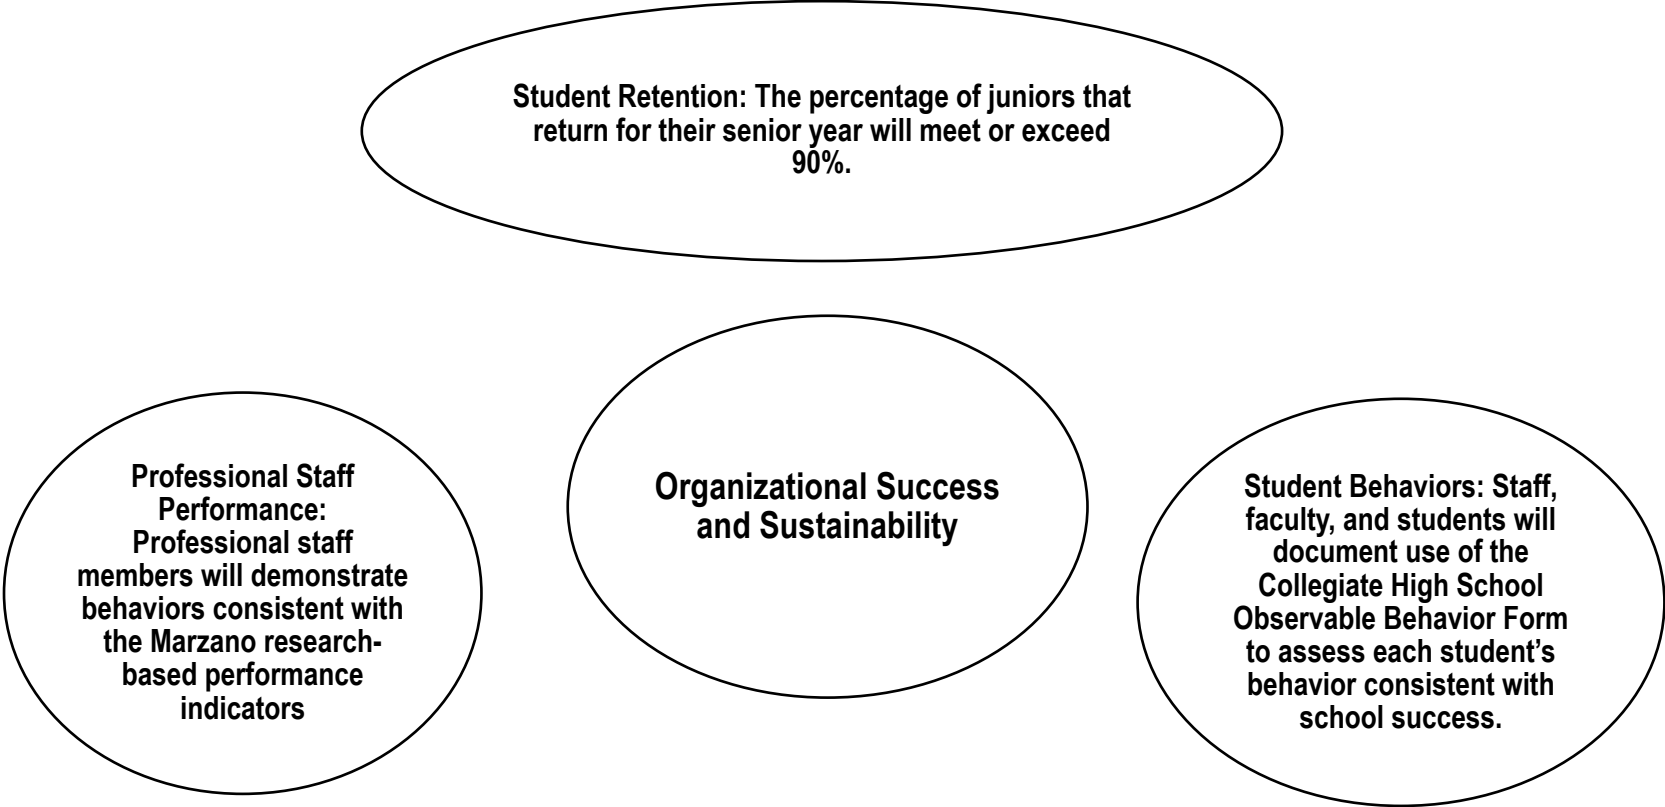 Student Retention: The percentage of juniors that
return for their senior year will meet or exceed
90%.
Professional Staff
Performance:
Professional staff
members will demonstrate
behaviors consistent with
the Marzano research-
based performance
indicators
Organizational Success
and Sustainability
Student Behaviors: Staff,
faculty, and students will
document use of the
Collegiate High School
Observable Behavior Form
to assess each student’s
behavior consistent with
school success.